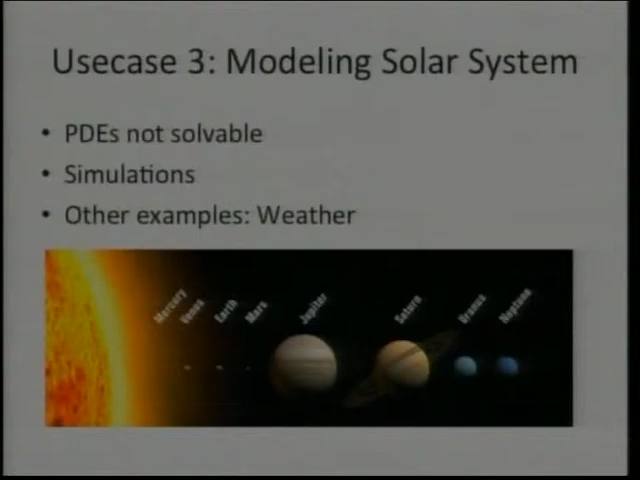 Usecase 3: Modeling Solar System
• PDEs not solvable
• Simulations
• Other examples: Weather
Mercury
Venus
Earth
Mars
Jupiter
Saturn
Uranus
Neptune